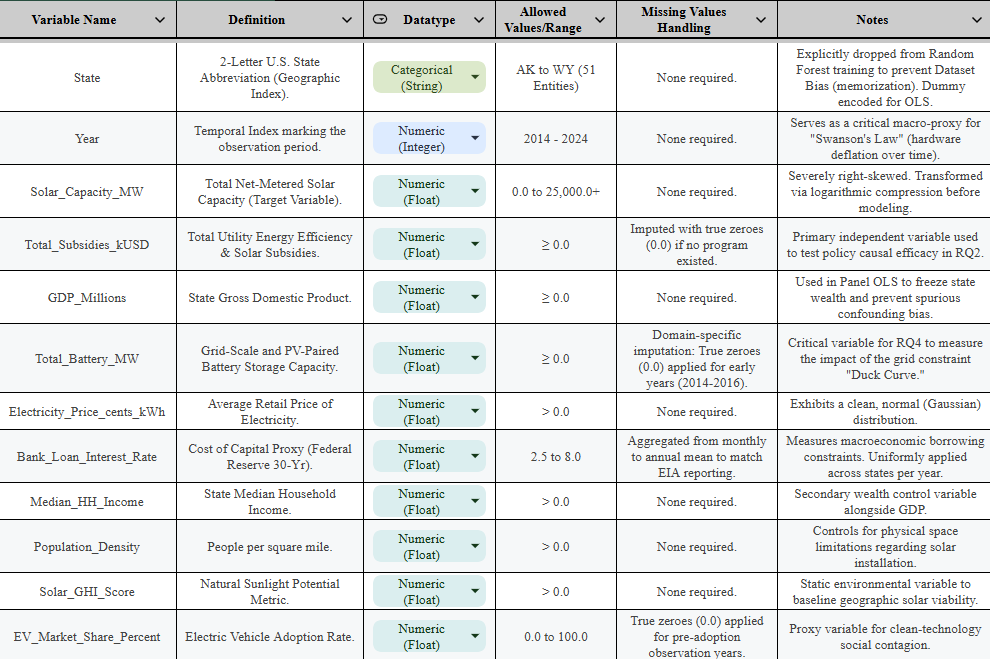 Variable Name
Definition
Datatype
Allowed
Values/Range
Missing Values
Handling
Notes
State
2-Letter U.S. State
Abbreviation (Geographic
Index).
Categorical
(String)
AK to WY (51
Entities)
None required.
Explicitly dropped from Random
Forest training to prevent Dataset
Bias (memorization). Dummy
encoded for OLS.
Year
Temporal Index marking the
observation period.
Numeric
(Integer)
2014 - 2024
None required.
Serves as a critical macro-proxy for
"Swanson's Law" (hardware
deflation over time).
Solar_Capacity_MW
Total Net-Metered Solar
Capacity (Target Variable).
Numeric
(Float)
0.0 to 25,000.0+
None required.
Severely right-skewed. Transformed
via logarithmic compression before
modeling.
Total_Subsidies_kUSD
Total Utility Energy Efficiency
& Solar Subsidies.
Numeric
(Float)
≥ 0.0
Imputed with true zeroes
(0.0) if no program
existed.
Primary independent variable used
to test policy causal efficacy in RQ2.
GDP_Millions
State Gross Domestic Product.
Numeric
(Float)
≥ 0.0
None required.
Used in Panel OLS to freeze state
wealth and prevent spurious
confounding bias.
Total_Battery_MW
Grid-Scale and PV-Paired
Battery Storage Capacity.
Numeric
(Float)
≥ 0.0
Domain-specific
imputation: True zeroes
(0.0) applied for early
years (2014-2016).
Critical variable for RQ4 to measure
the impact of the grid constraint
"Duck Curve."
Electricity_Price_cents_kWh
Average Retail Price of
Electricity.
Numeric
(Float)
> 0.0
None required.
Exhibits a clean, normal (Gaussian)
distribution.
Bank_Loan_Interest_Rate
Cost of Capital Proxy (Federal
Reserve 30-Yr).
Numeric
(Float)
2.5 to 8.0
Aggregated from monthly
to annual mean to match
EIA reporting.
Measures macroeconomic borrowing
constraints. Uniformly applied
across states per year.
Median_HH_Income
State Median Household
Income.
Numeric
(Float)
> 0.0
None required.
Secondary wealth control variable
alongside GDP.
Population_Density
People per square mile.
Numeric
(Float)
> 0.0
None required.
Controls for physical space
limitations regarding solar
installation.
Solar_GHI_Score
Natural Sunlight Potential
Metric.
Numeric
(Float)
> 0.0
None required.
Static environmental variable to
baseline geographic solar viability.
EV_Market_Share_Percent
Electric Vehicle Adoption Rate.
Numeric
(Float)
0.0 to 100.0
True zeroes (0.0) applied
for pre-adoption
observation years.
Proxy variable for clean-technology
social contagion.